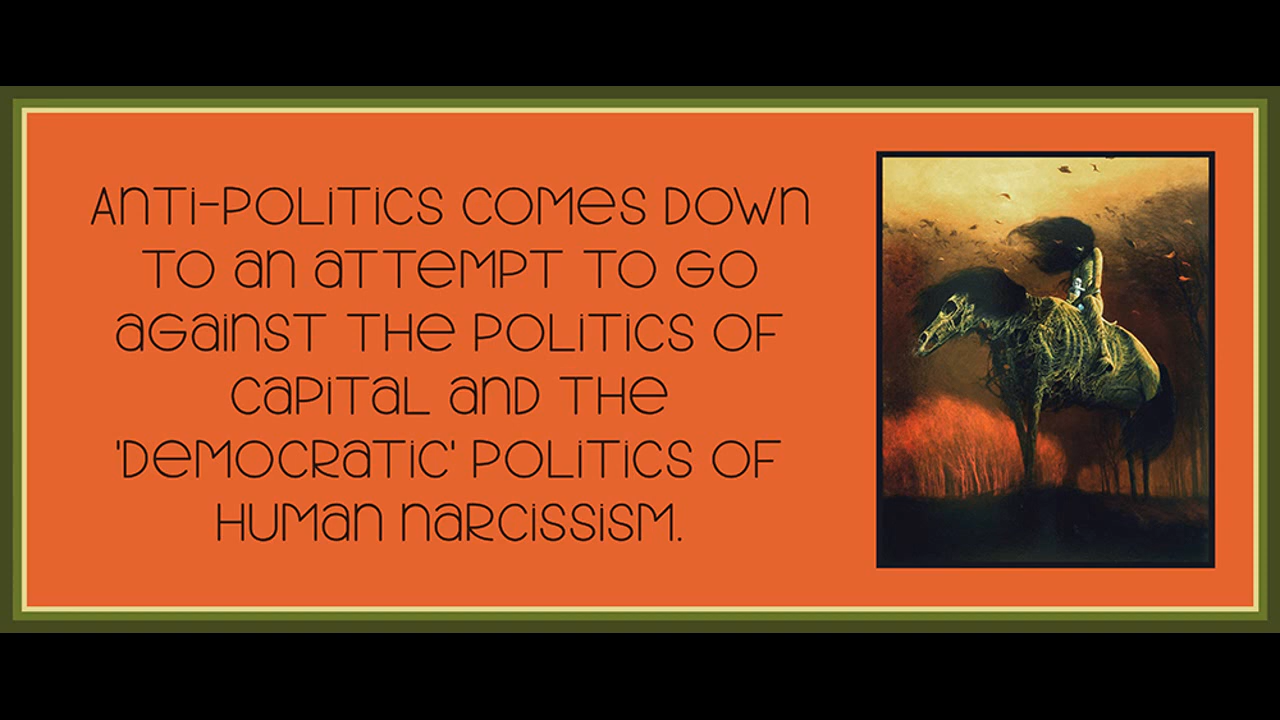 ANTI-POLITICS COMES DOWN
TO AN ATTEMPT TO GO
AGAINST THE POLITICS OF
CAPITAL AND THE
'DEMOCRATIC' POLITICS OF
HUMAN NARCISSISM.